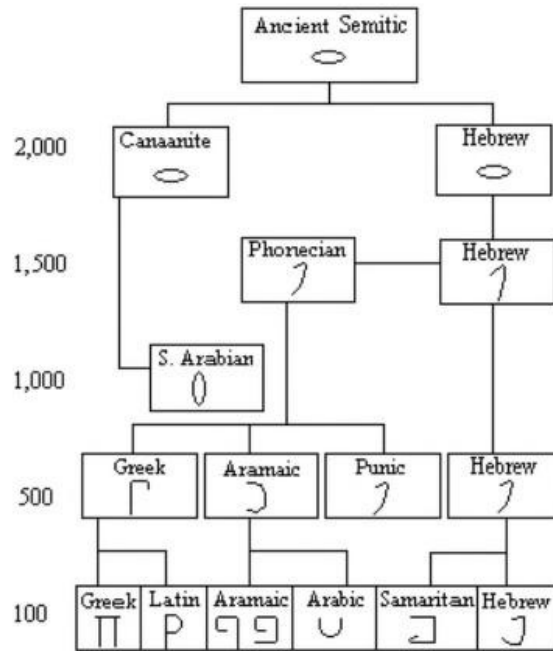 Ancient Semitic
2,000
Canaanite
Hebrew
1,500
Phonecian
Hebrew
1,000
S. Arabian
500
Greek
Aramaic
Punic
Hebrew
100
Greek
Latin
Aramaic
Arabic
Samaritan
Hebrew